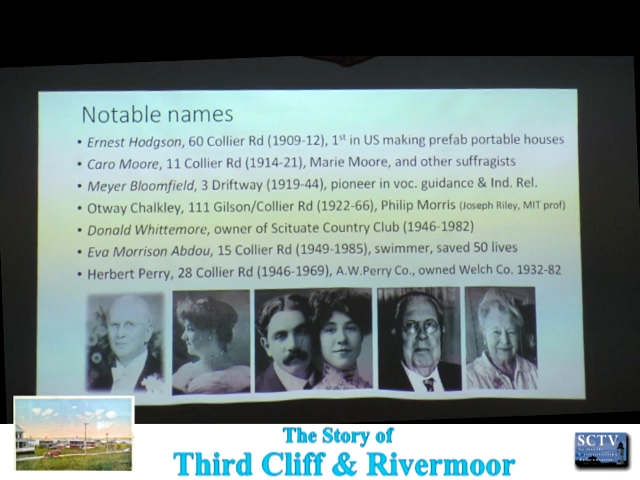 Notable names
• Ernest Hodgson, 60 Collier Rd (1909-12), 1st in US making prefab portable houses
• Caro Moore, 11 Collier Rd (1914-21), Marie Moore, and other suffragists
• Meyer Bloomfield, 3 Driftway (1919-44), pioneer in voc. guidance & Ind. Rel.
• Otway Chalkley, 111 Gilson/Collier Rd (1922-66), Philip Morris (Joseph Riley, MIT prof)
• Donald Whittemore, owner of Scituate Country Club (1946-1982)
• Eva Morrison Abdou, 15 Collier Rd (1949-1985), swimmer, saved 50 lives
• Herbert Perry, 28 Collier Rd (1946-1969), A.W.Perry Co., owned Welch Co. 1932-82
The Story of
Third Cliff & Rivermoor
SCTV